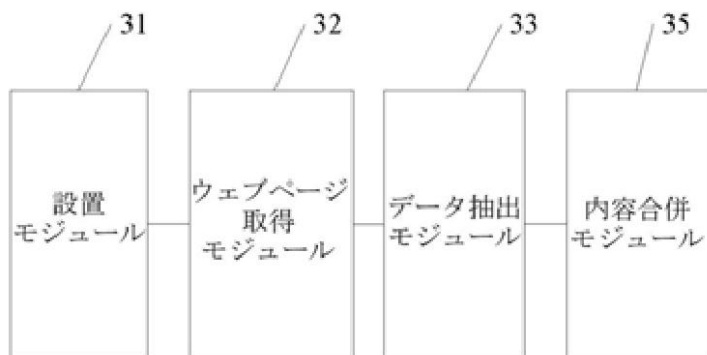 31
32
33
35
設置
モジュール
ウェブページ
取得
モジュール
データ抽出
モジュール
内容合併
モジュール